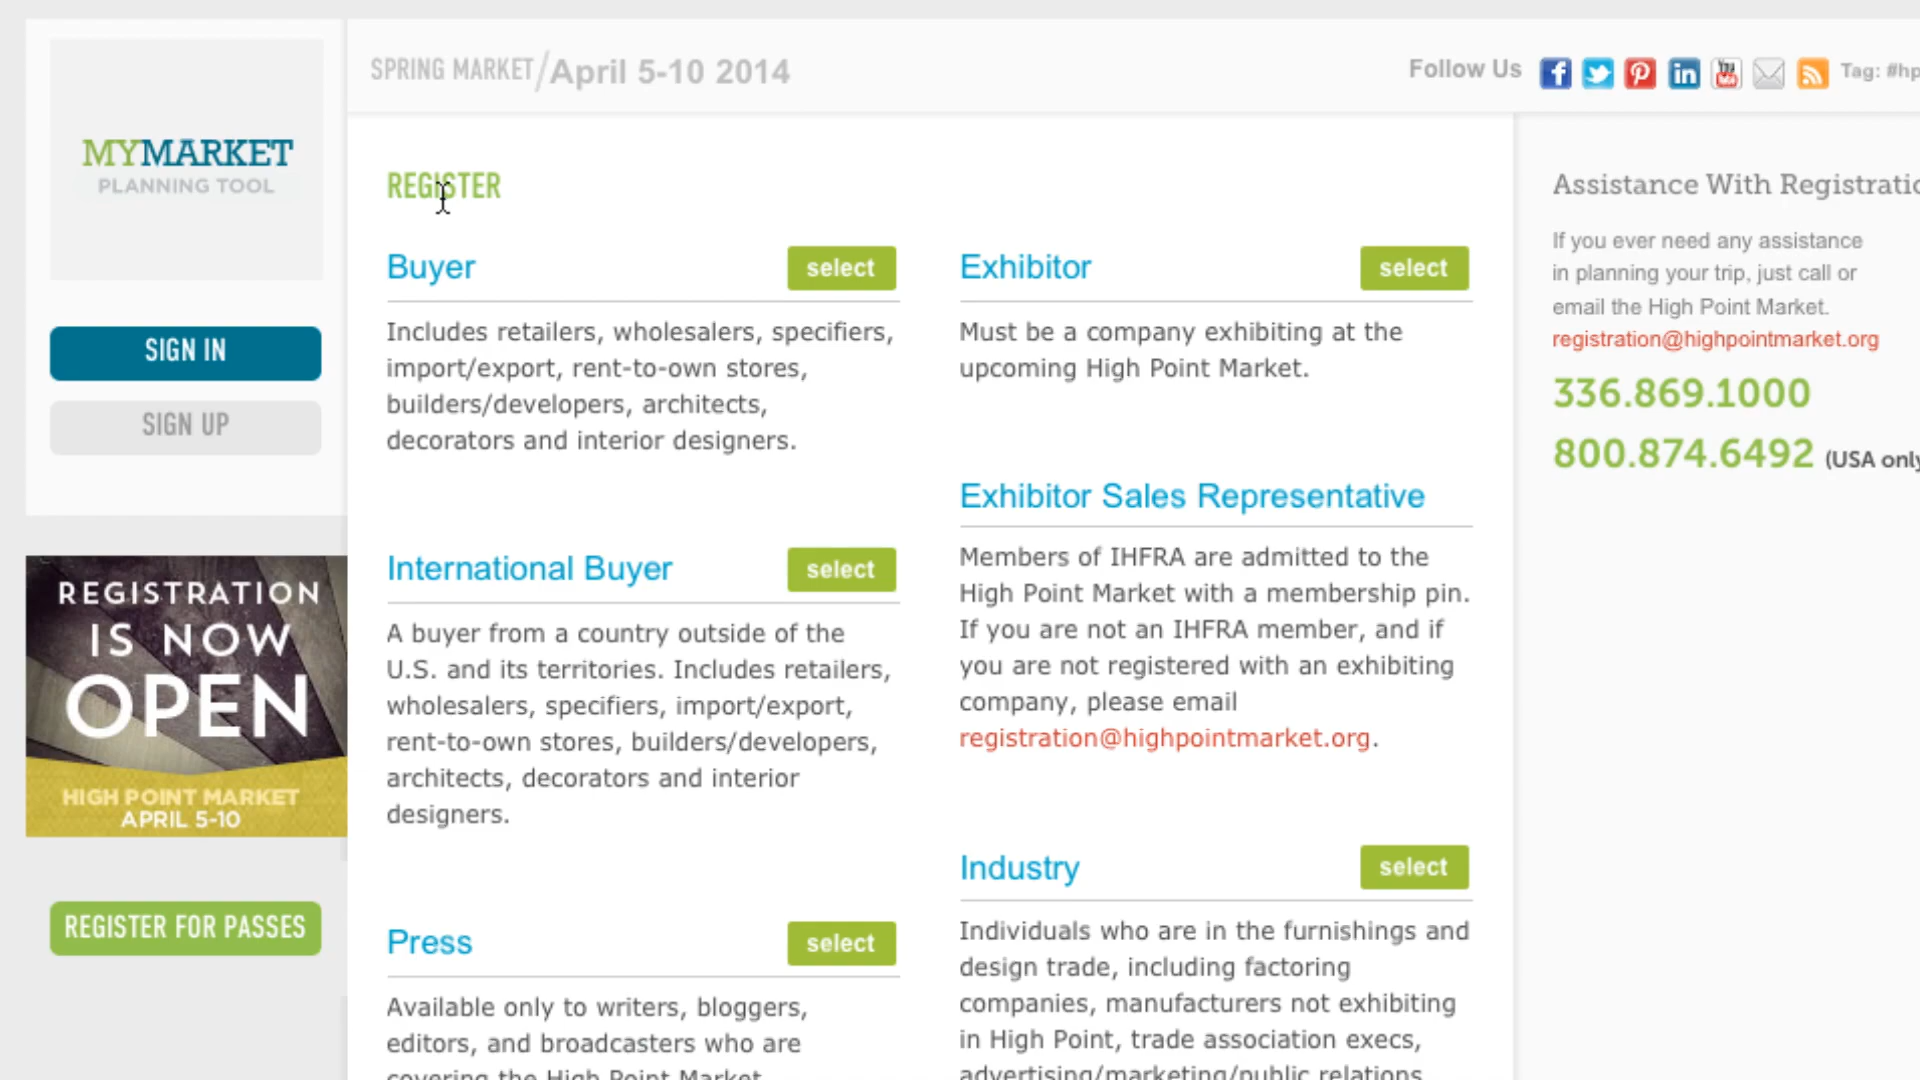 MYMARKET
PLANNING TOOL
SIGN IN
SIGN UP
REGISTRATION
IS NOW
OPEN
HIGH POINT MARKET
APRIL 5-10
REGISTER FOR PASSES
SPRING MARKET/April 5-10 2014
Follow Us
Tag: #hp
REGISTER
Buyer
select
Includes retailers, wholesalers, specifiers,
import/export, rent-to-own stores,
builders/developers, architects,
decorators and interior designers.
International Buyer
select
A buyer from a country outside of the
U.S. and its territories. Includes retailers,
wholesalers, specifiers, import/export,
rent-to-own stores, builders/developers,
architects, decorators and interior
designers.
Press
select
Available only to writers, bloggers,
editors, and broadcasters who are
covering the High Point Market
Exhibitor
select
Must be a company exhibiting at the
upcoming High Point Market.
Exhibitor Sales Representative
Members of IHFRA are admitted to the
High Point Market with a membership pin.
If you are not an IHFRA member, and if
you are not registered with an exhibiting
company, please email
registration@highpointmarket.org.
Industry
select
Individuals who are in the furnishings and
design trade, including factoring
companies, manufacturers not exhibiting
in High Point, trade association execs,
advertising/marketing/public relations
Assistance With Registratio
If you ever need any assistance
in planning your trip, just call or
email the High Point Market.
registration@highpointmarket.org
336.869.1000
800.874.6492 (USA only